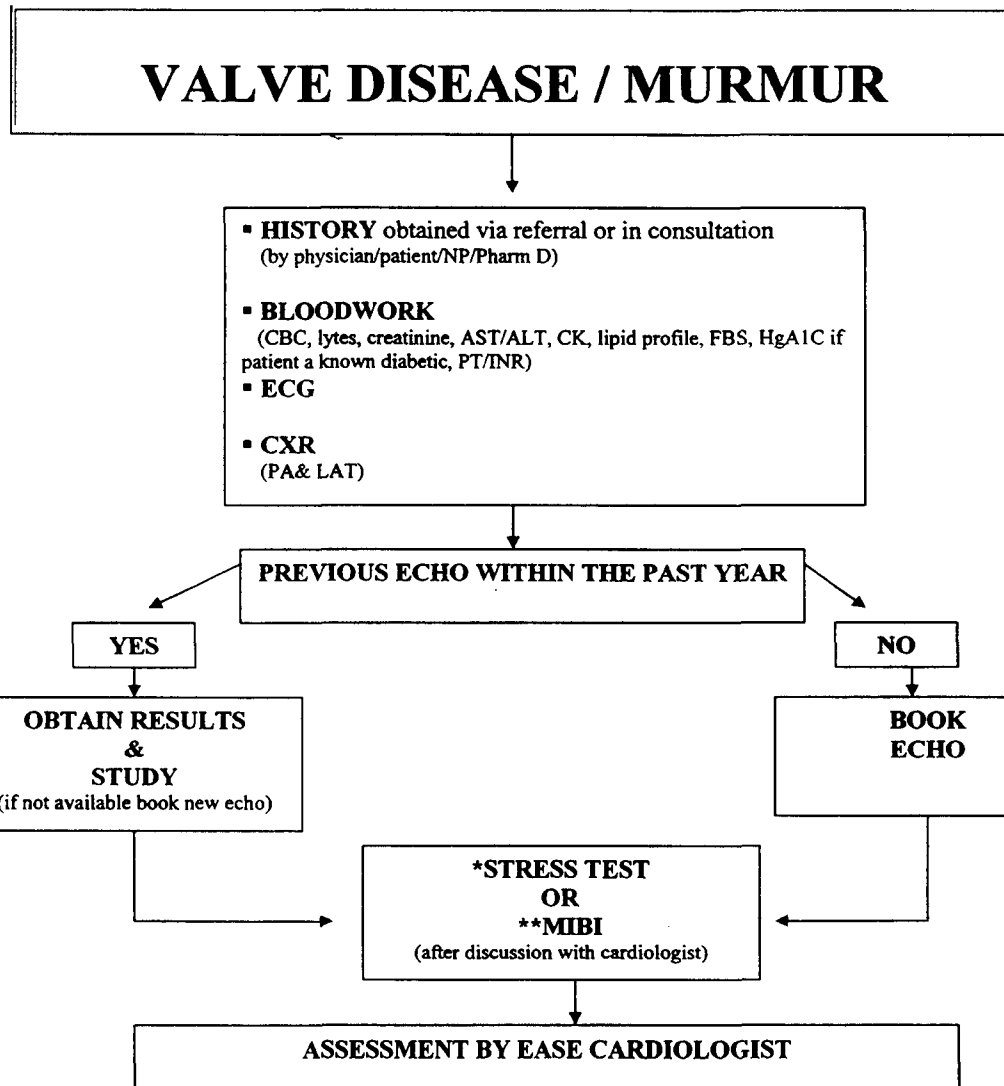 VALVE DISEASE / MURMUR
▪ HISTORY obtained via referral or in consultation
(by physician/patient/NP/Pharm D)
▪ BLOODWORK
(CBC, lytes, creatinine, AST/ALT, CK, lipid profile, FBS, HgA1C if
patient a known diabetic, PT/INR)
▪ ECG
▪ CXR
(PA& LAT)
PREVIOUS ECHO WITHIN THE PAST YEAR
YES
NO
OBTAIN RESULTS
&
STUDY
(if not available book new echo)
BOOK
ECHO
*STRESS TEST
OR
**MIBI
(after discussion with cardiologist)
ASSESSMENT BY EASE CARDIOLOGIST